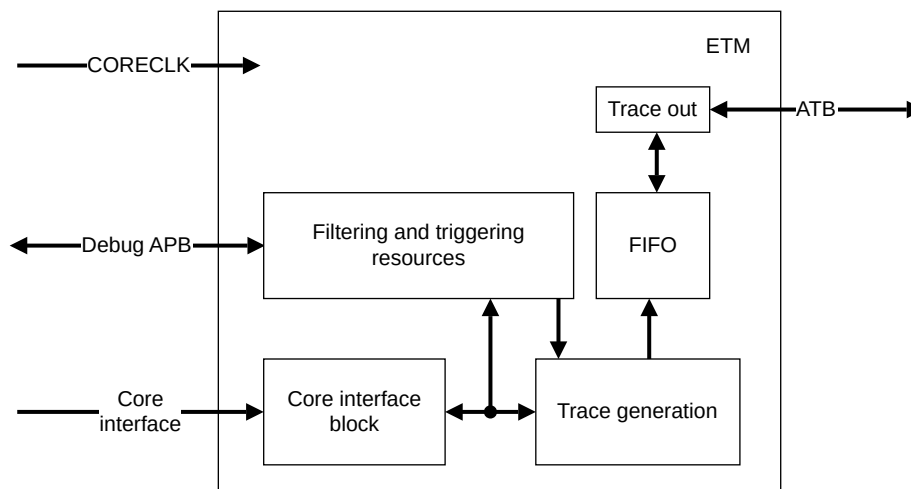 ETM
CORECLK
Trace out
ATB
Debug APB
Filtering and triggering
resources
FIFO
Core
interface
Core interface
block
Trace generation